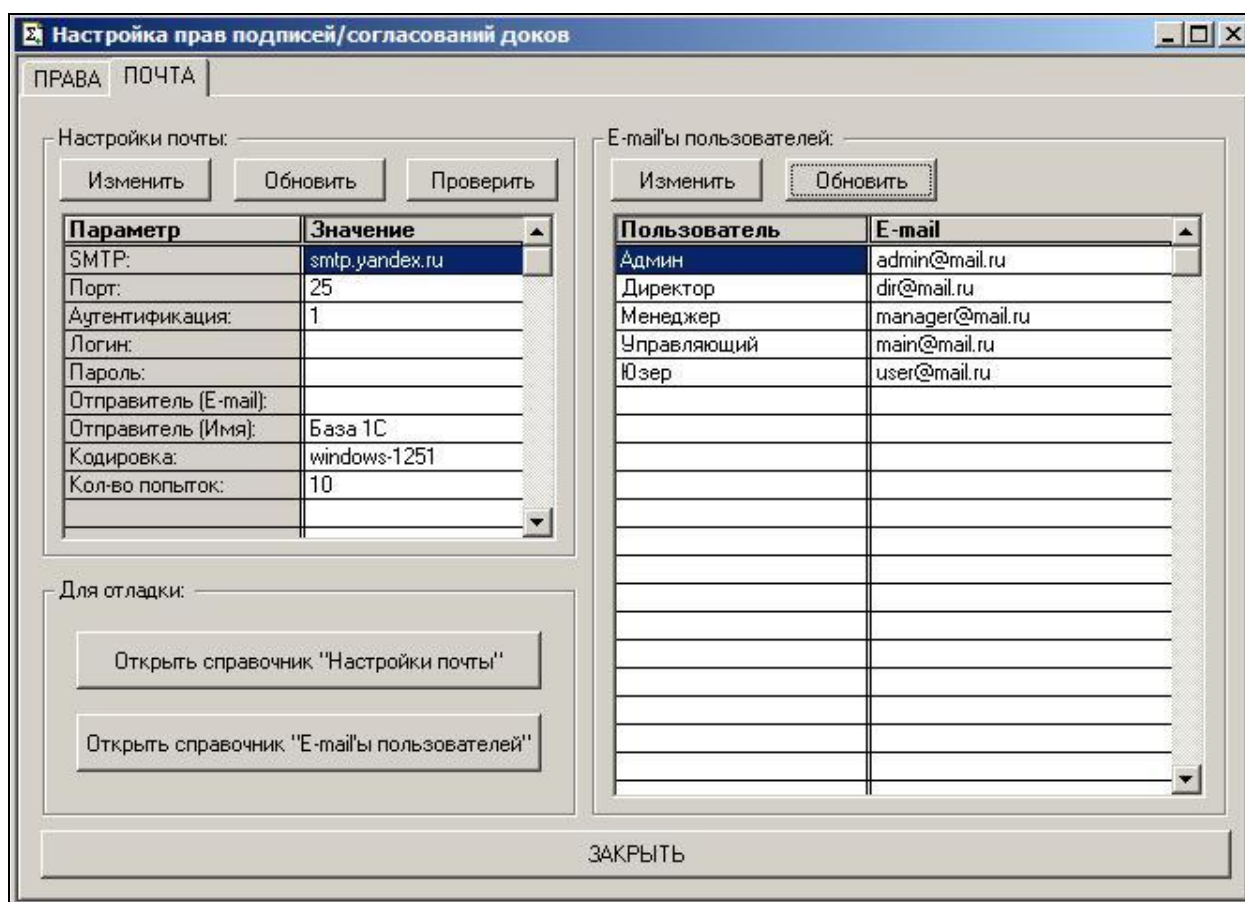 Настройка прав подписей/согласований доков
ПРАВА ПОЧТА
Настройки почты:
Изменить Обновить Проверить
Параметр Значение
SMTP: smtp.yandex.ru
Порт: 25
Аутентификация: 1
Логин:
Пароль:
Отправитель (E-mail):
Отправитель (Имя): База 1С
Кодировка: windows-1251
Кол-во попыток: 10
Для отладки:
Открыть справочник "Настройки почты"
Открыть справочник "E-mail'ы пользователей"
E-mail'ы пользователей:
Изменить Обновить
Пользователь E-mail
Админ admin@mail.ru
Директор dir@mail.ru
Менеджер manager@mail.ru
Управляющий main@mail.ru
Юзер user@mail.ru
ЗАКРЫТЬ